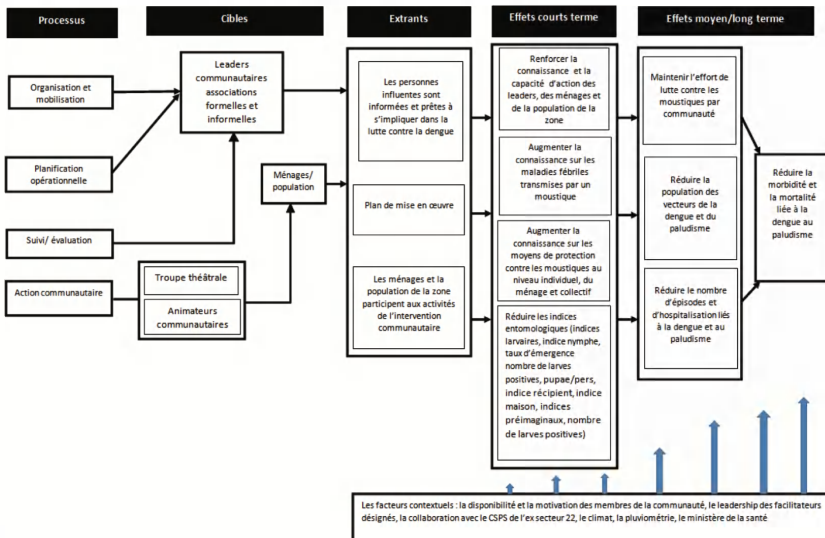 Processus
Cibles
Extrants
Effets courts terme
Effets moyen/long terme
Organisation et
mobilisation
Planification
opérationnelle
Suivi/ évaluation
Action communautaire
Leaders
communautaires
associations
formelles et
informelles
Ménages/
population
Troupe théâtrale
Animateurs
communautaires
Les personnes
influentes sont
informées et prêtes à
s'impliquer dans la
lutte contre la dengue
Plan de mise en œuvre
Les ménages et la
population de la zone
participent aux activités
de l'intervention
communautaire
Renforcer la
connaissance et la
capacité d'action des
leaders, des ménages et
de la population de la
zone
Augmenter la
connaissance sur les
maladies fébriles
transmises par un
moustique
Augmenter la
connaissance sur les
moyens de protection
contre les moustiques au
niveau individuel, du
ménage et collectif
Réduire les indices
entomologiques (indices
larvaires, indice nymphe,
taux d'émergence
nombre de larves
positives, pupae/pers,
indice récipient, indice
maison, indices
préimaginaux, nombre
de larves positives)
Maintenir l'effort de
lutte contre les
moustiques par
communauté
Réduire la
population des
vecteurs de la
dengue et du
paludisme
Réduire le nombre
d'épisodes et
d'hospitalisation liés
à la dengue et au
paludisme
Réduire la
morbidité et
la mortalité
liée à la
dengue au
paludisme
Les facteurs contextuels : la disponibilité et la motivation des membres de la communauté, le leadership des facilitateurs
désignés, la collaboration avec le CSPS de l'ex secteur 22, le climat, la pluviométrie, le ministère de la santé